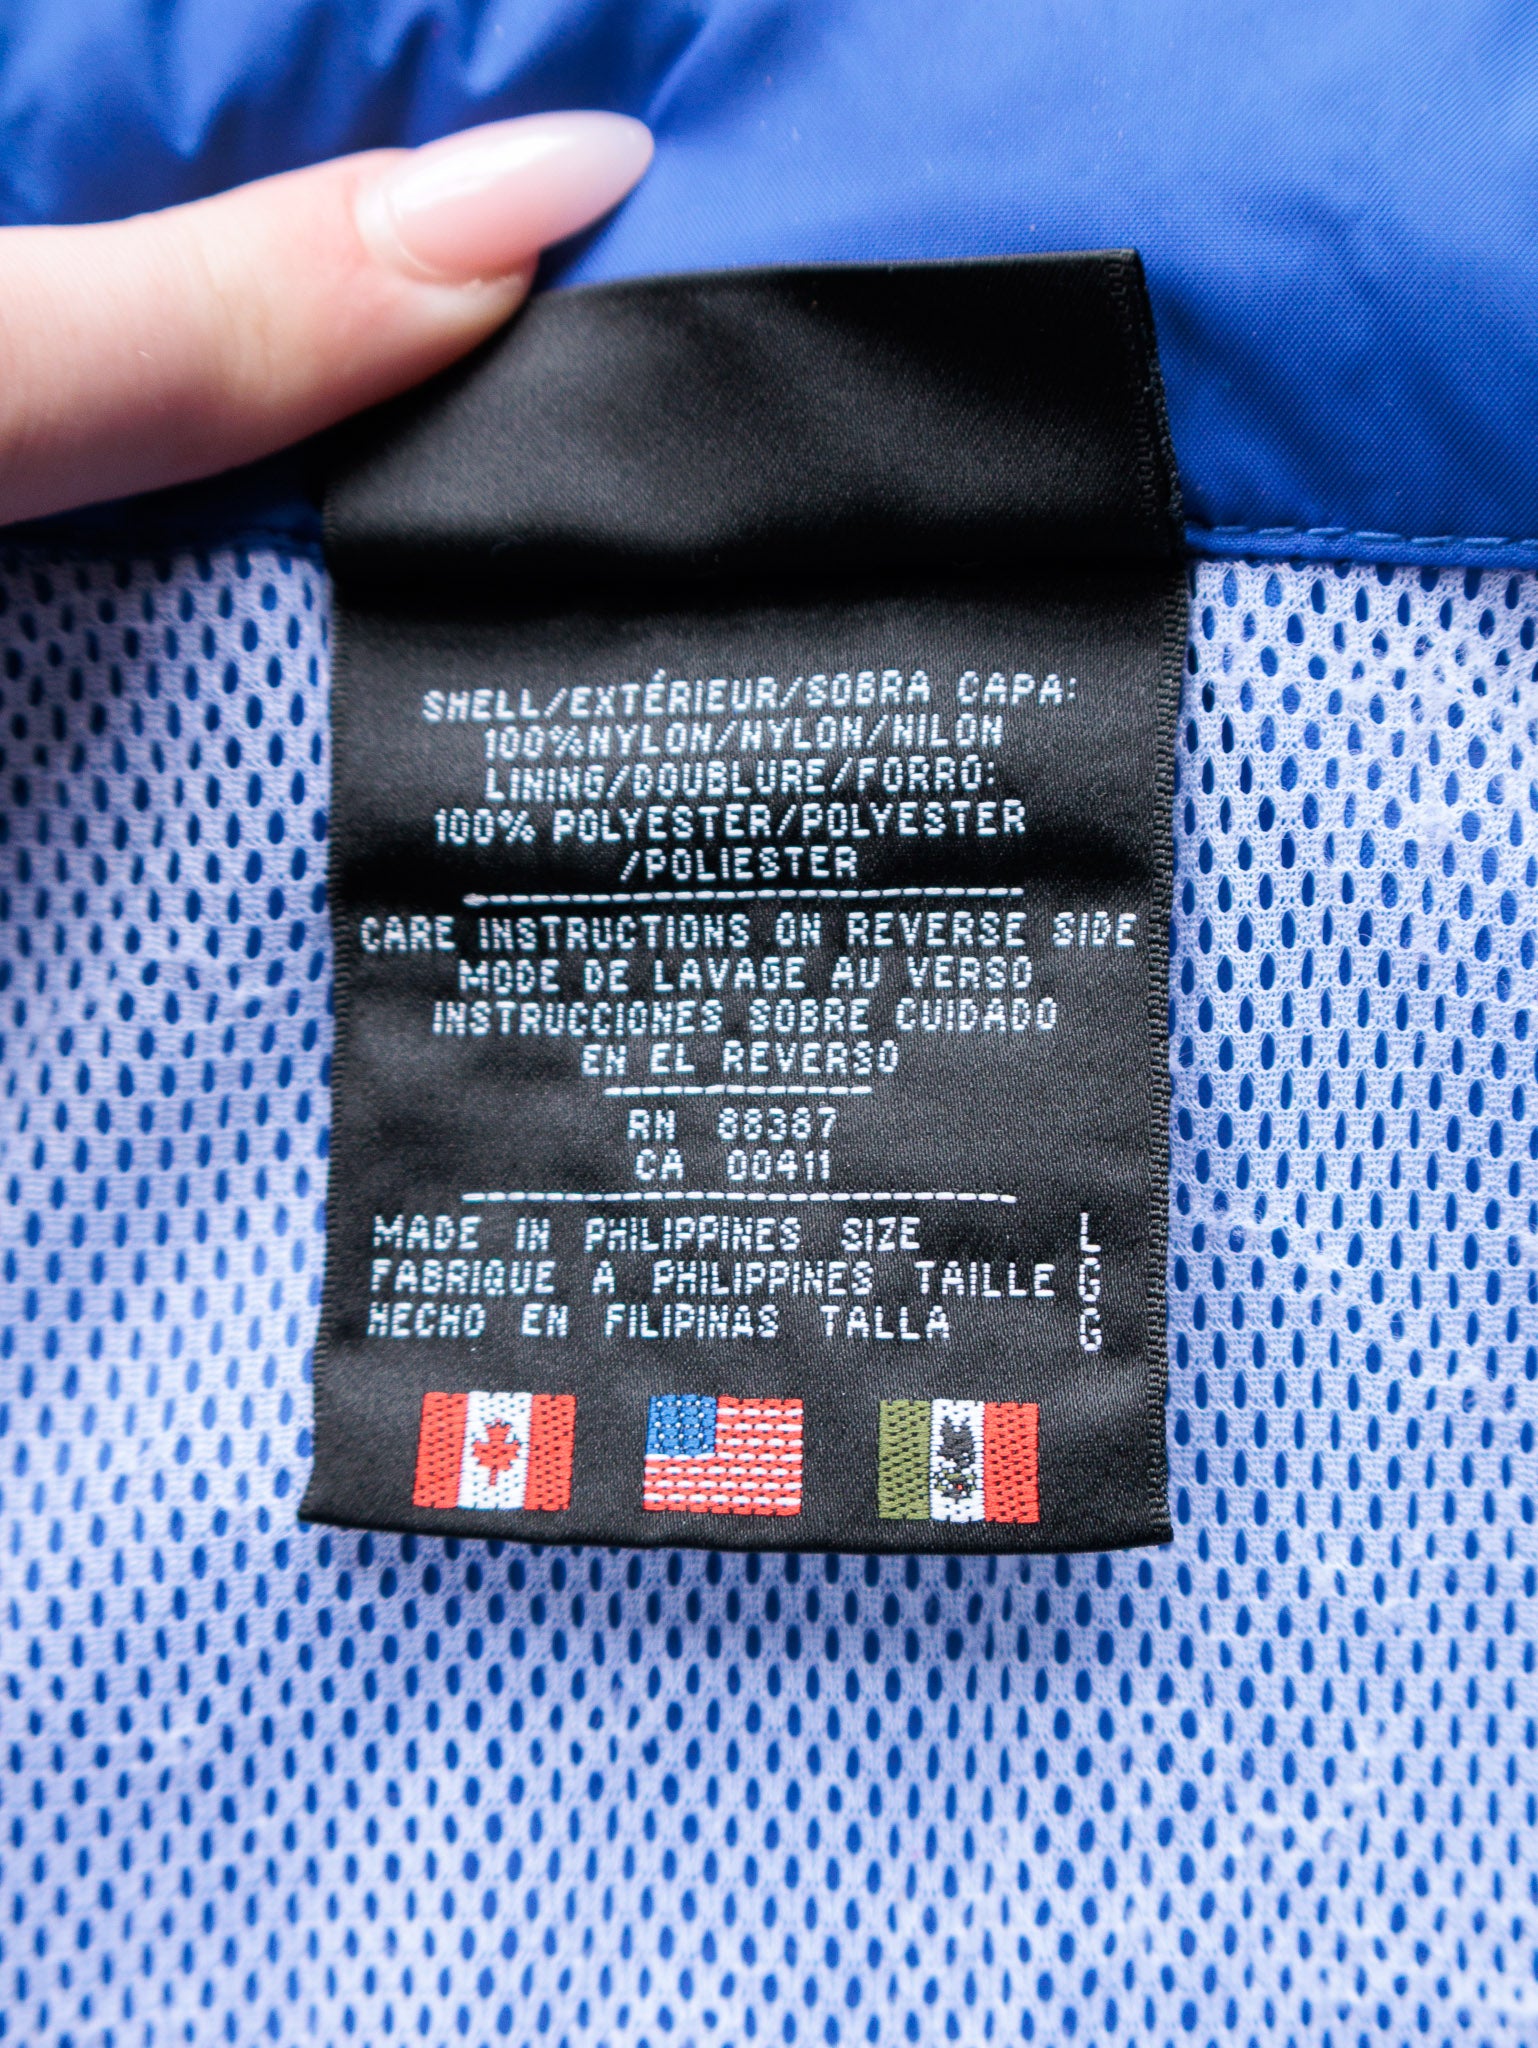 SHELL/EXTÉRIEUR/SOBRA CAPA:
100%NYLON/NYLON/NILON
LINING/DOUBLURE/FORRO:
100% POLYESTER/POLYESTER
/POLIESTER
CARE INSTRUCTIONS ON REVERSE SIDE
MODE DE LAVAGE AU VERSO
INSTRUCCIONES SOBRE CUIDADO
EN EL REVERSO
RN 88387
CA 00411
MADE IN PHILIPPINES SIZE L
FABRIQUE A PHILIPPINES TAILLE G
HECHO EN FILIPINAS TALLA G